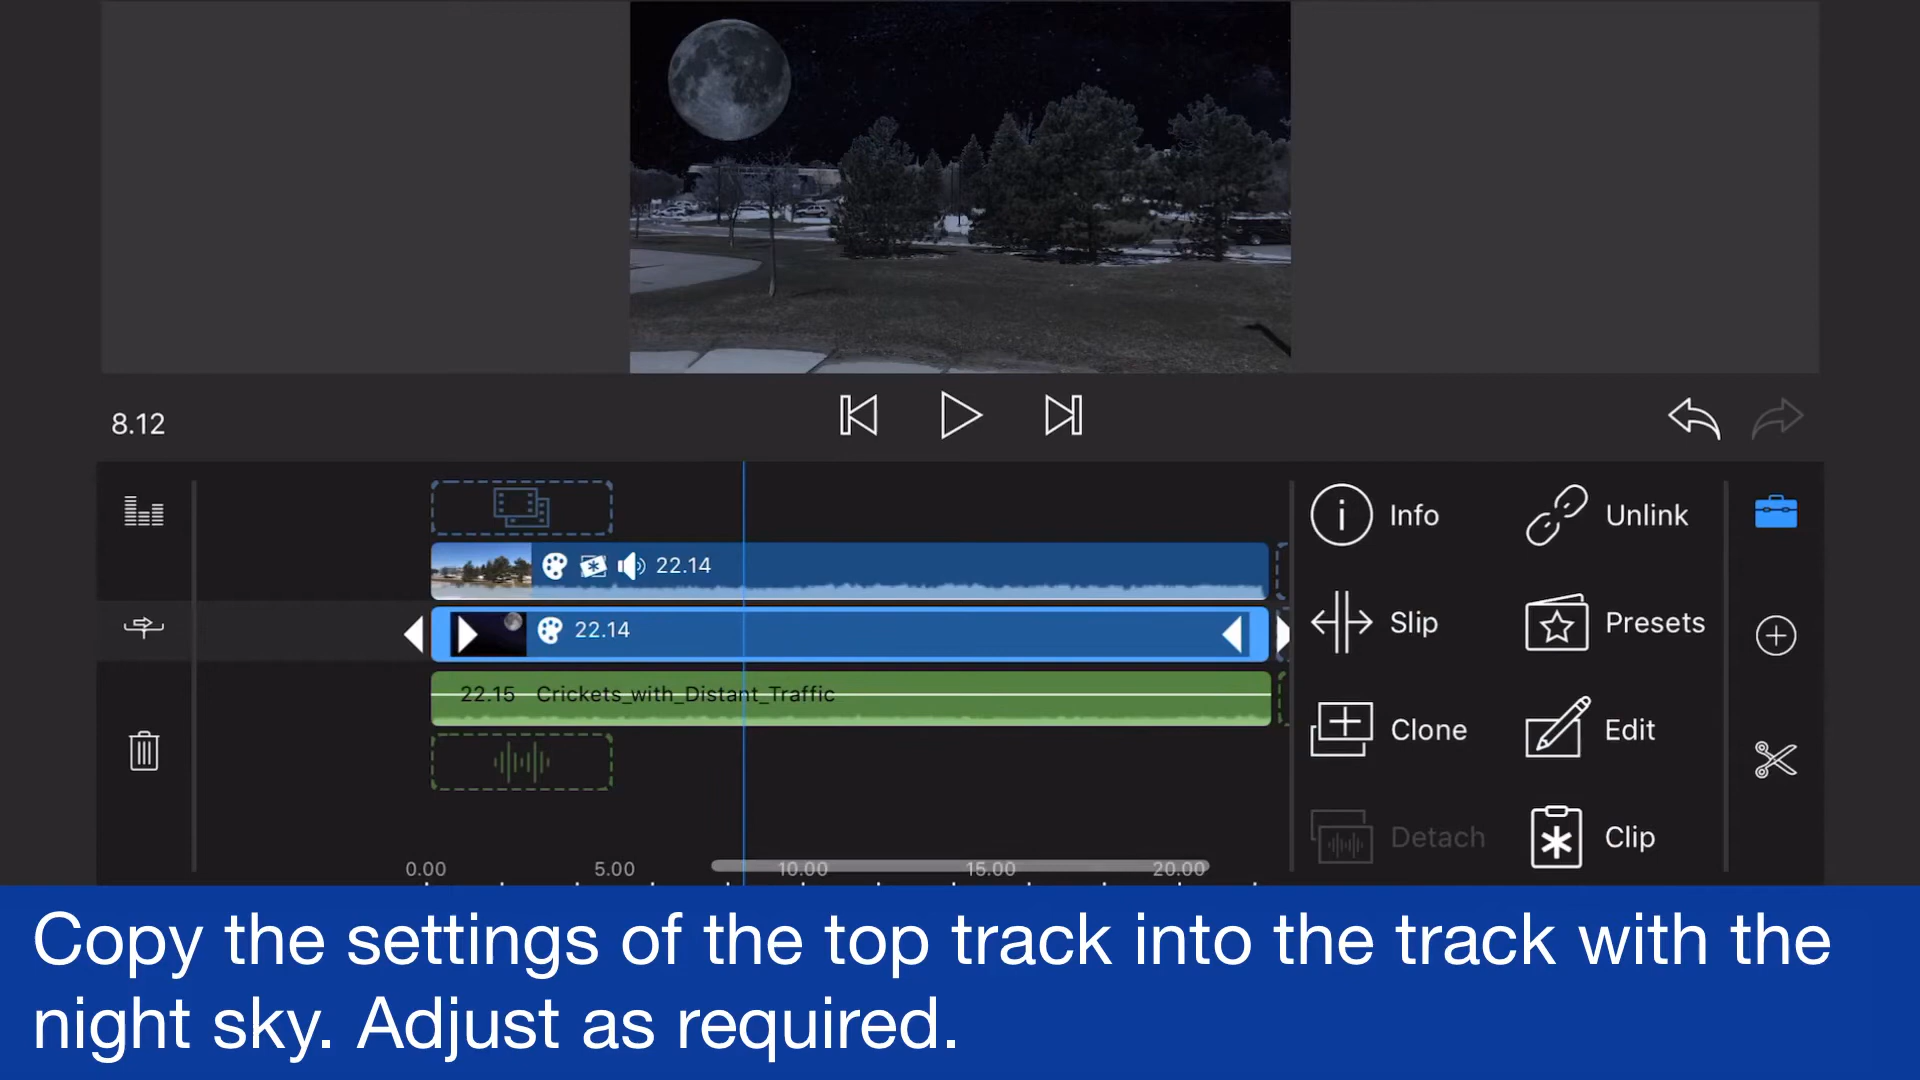 8.12
22.14
22.14
22.15 Crickets_with_Distant_Traffic
0.00 5.00 10.00 15.00 20.00
Info Unlink
Slip Presets
Clone Edit
Detach Clip
Copy the settings of the top track into the track with the
night sky. Adjust as required.